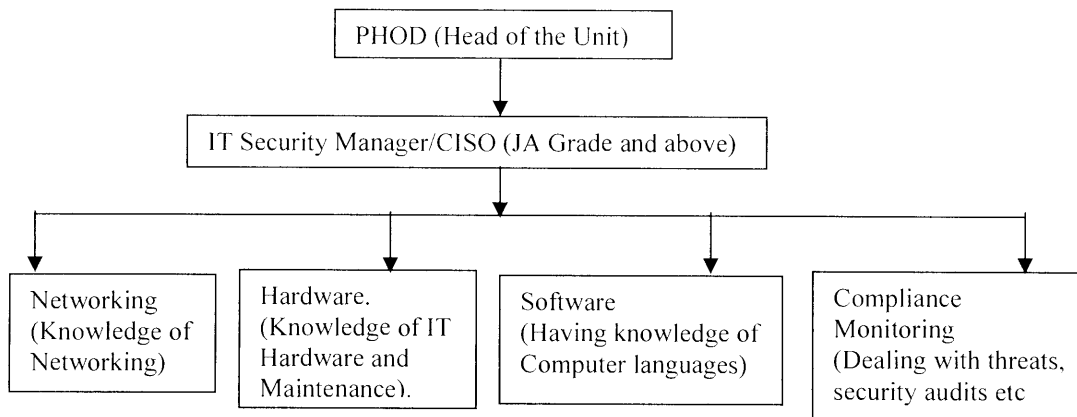 PHOD (Head of the Unit)
IT Security Manager/CISO (JA Grade and above)
Networking
(Knowledge of
Networking)
Hardware.
(Knowledge of IT
Hardware and
Maintenance).
Software
(Having knowledge of
Computer languages)
Compliance
Monitoring
(Dealing with threats,
security audits etc